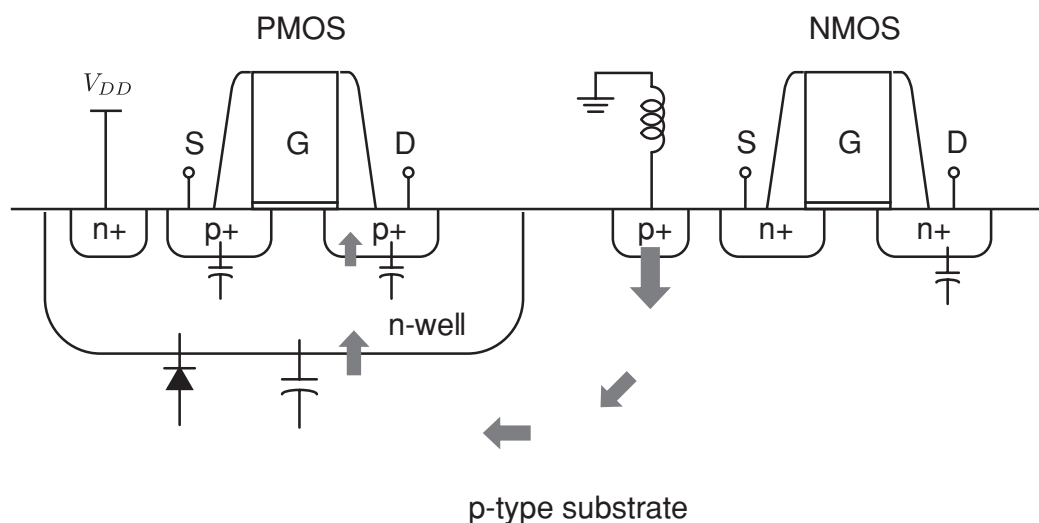 PMOS
NMOS
V_DD
S
G
D
S
G
D
n+
p+
p+
p+
n+
n+
n-well
p-type substrate